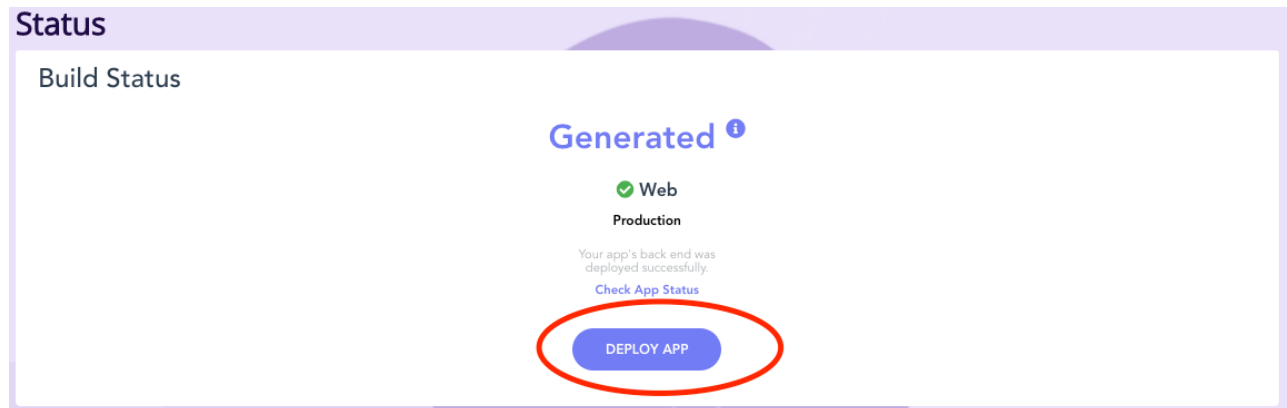 Status
Build Status
Generated
Web
Production
Your app's back end was
deployed successfully.
Check App Status
DEPLOY APP